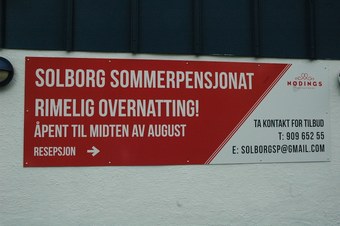 SOLBORG SOMMERPENSJONAT
RIMELIG OVERNATTING!
ÅPENT TIL MIDTEN AV AUGUST
RESEPSJON →
HODINGS
TA KONTAKT FOR TILBUD
T: 909 652 55
E: SOLBORGSP@GMAIL.COM